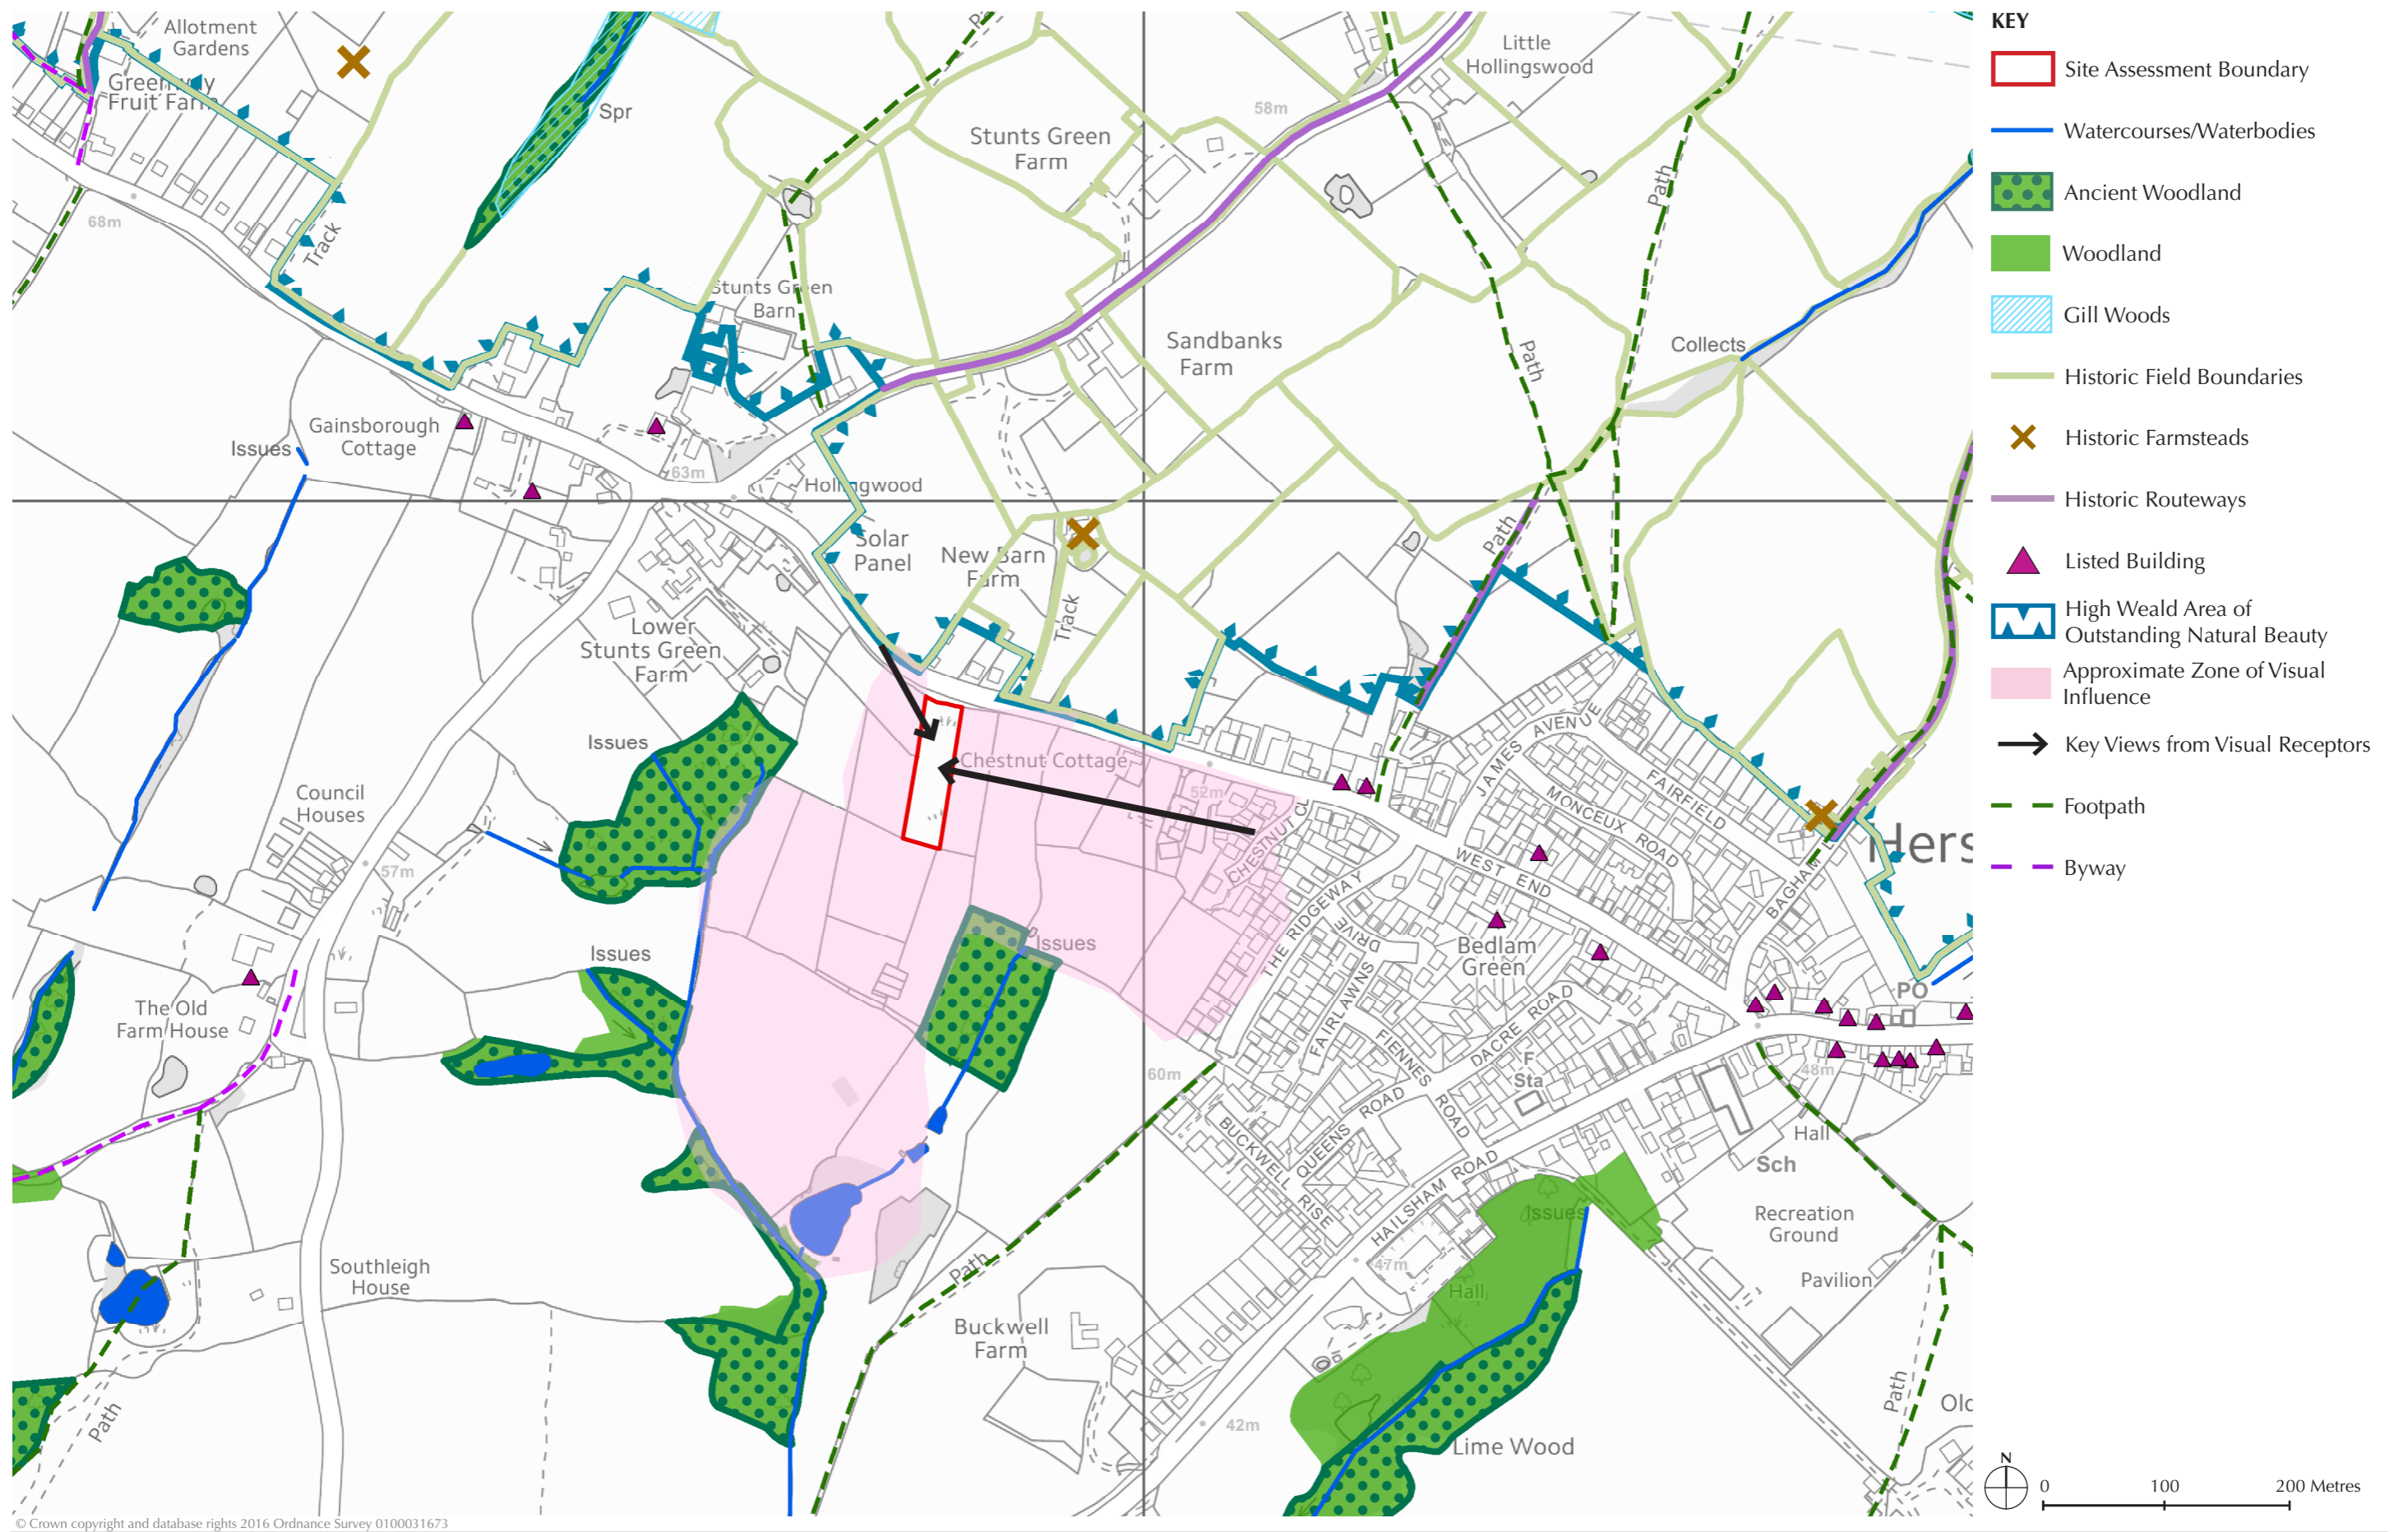 Allotment
Gardens
Greenway
Fruit Farm
Spr
68m
Track
Stunts Green
Farm
58m
Little
Hollingswood
Path
Path
Stunts Green
Barn
Sandbanks
Farm
Collects
Gainsborough
Cottage
Issues
63m
Hollingwood
Solar
Panel
New Barn
Farm
Track
Path
Lower
Stunts Green
Farm
Issues
Chestnut Cottage
52m
CHESTNUT CL
JAMES AVENUE
FAIRFIELD
MONCEUX ROAD
Hers
Council
Houses
57m
WEST END
BAGHAM
THE RIDGEWAY
DRIVE
FAIRLAWNS
Bedlam
Green
Issues
Issues
PO
The Old
Farm House
FIENNES
ROAD
DACRE ROAD
F
Sta
60m
48m
BUCKWELL RISE
QUEENS ROAD
HAILSHAM ROAD
Hall
Sch
Recreation
Ground
Pavilion
Issues
Southleigh
House
Path
47m
Hall
Buckwell
Farm
Path
42m
Lime Wood
Path
Old
© Crown copyright and database rights 2016 Ordnance Survey 0100031673
KEY
Site Assessment Boundary
Watercourses/Waterbodies
Ancient Woodland
Woodland
Gill Woods
Historic Field Boundaries
Historic Farmsteads
Historic Routeways
Listed Building
High Weald Area of
Outstanding Natural Beauty
Approximate Zone of Visual
Influence
Key Views from Visual Receptors
Footpath
Byway
N
0 100 200 Metres